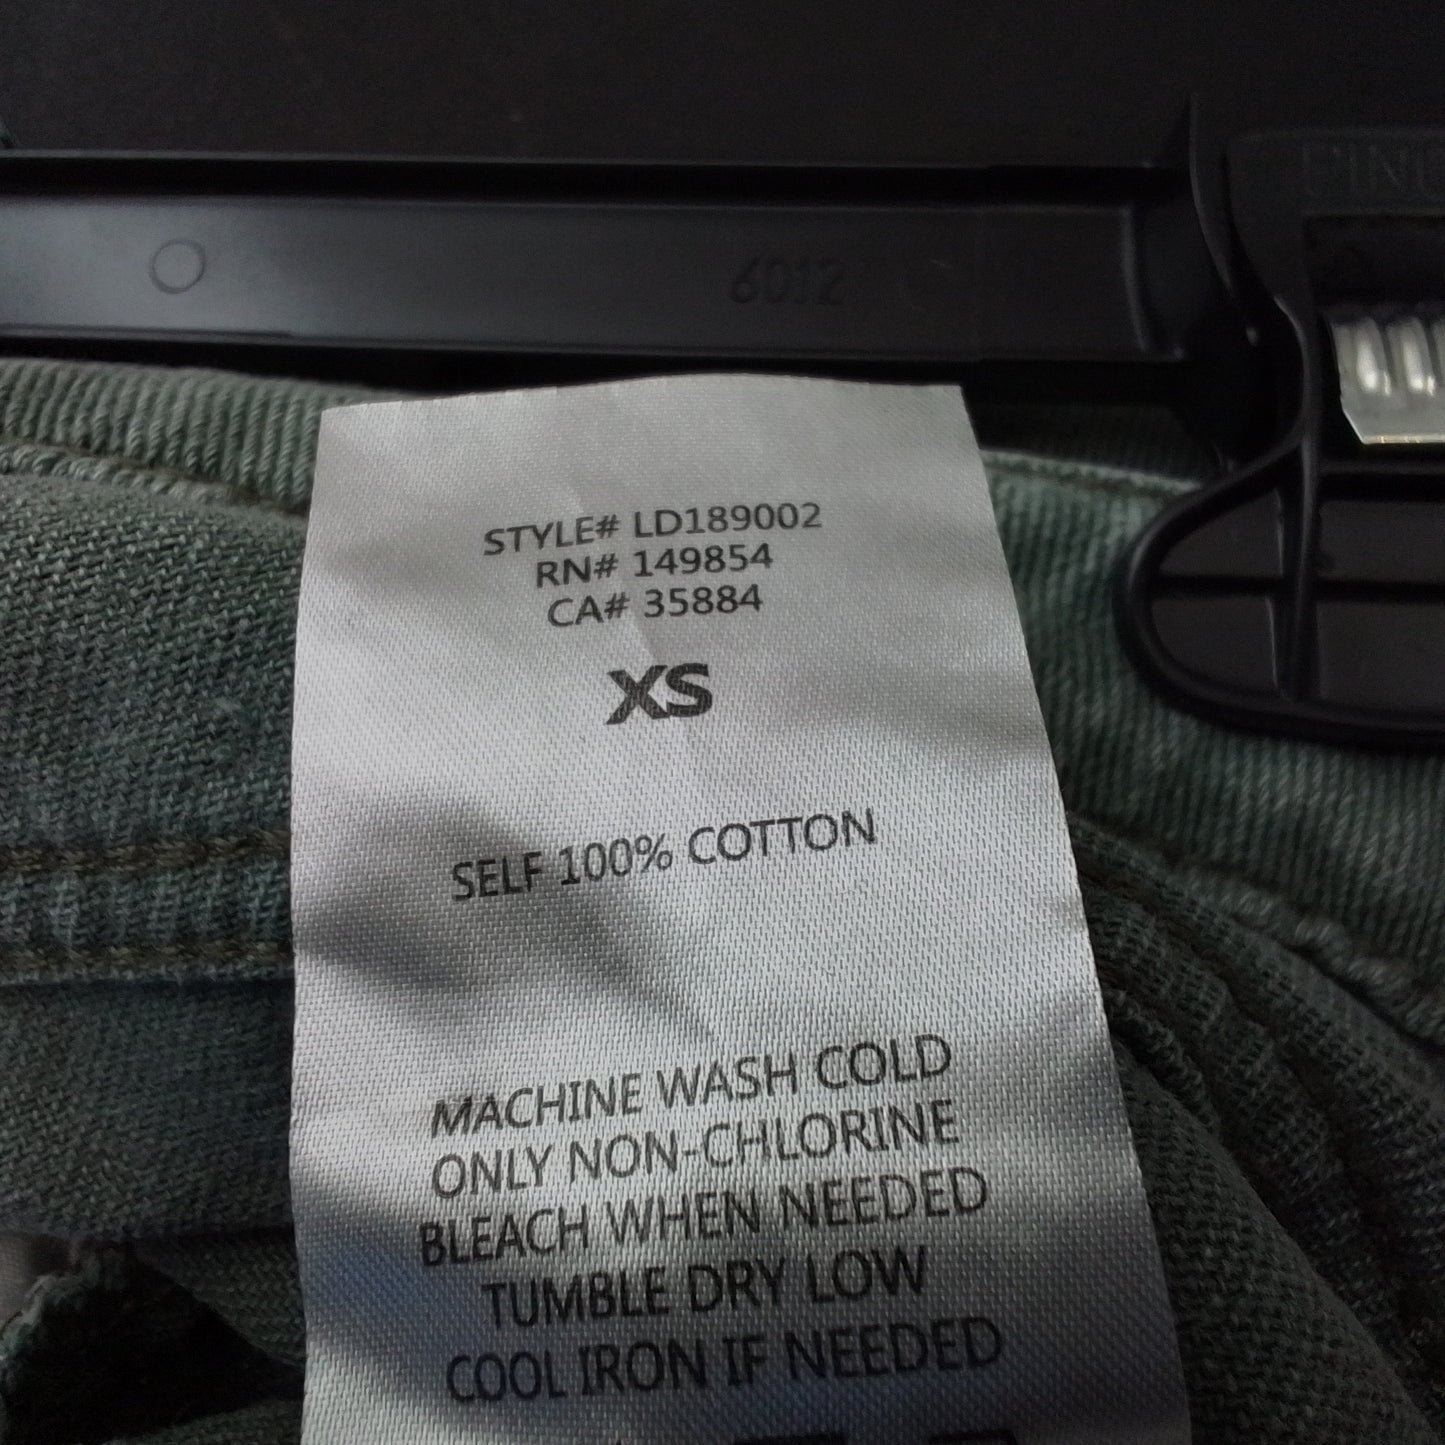 6012
STYLE# LD189002
RN# 149854
CA# 35884
XS
SELF 100% COTTON
MACHINE WASH COLD
ONLY NON-CHLORINE
BLEACH WHEN NEEDED
TUMBLE DRY LOW
COOL IRON IF NEEDED